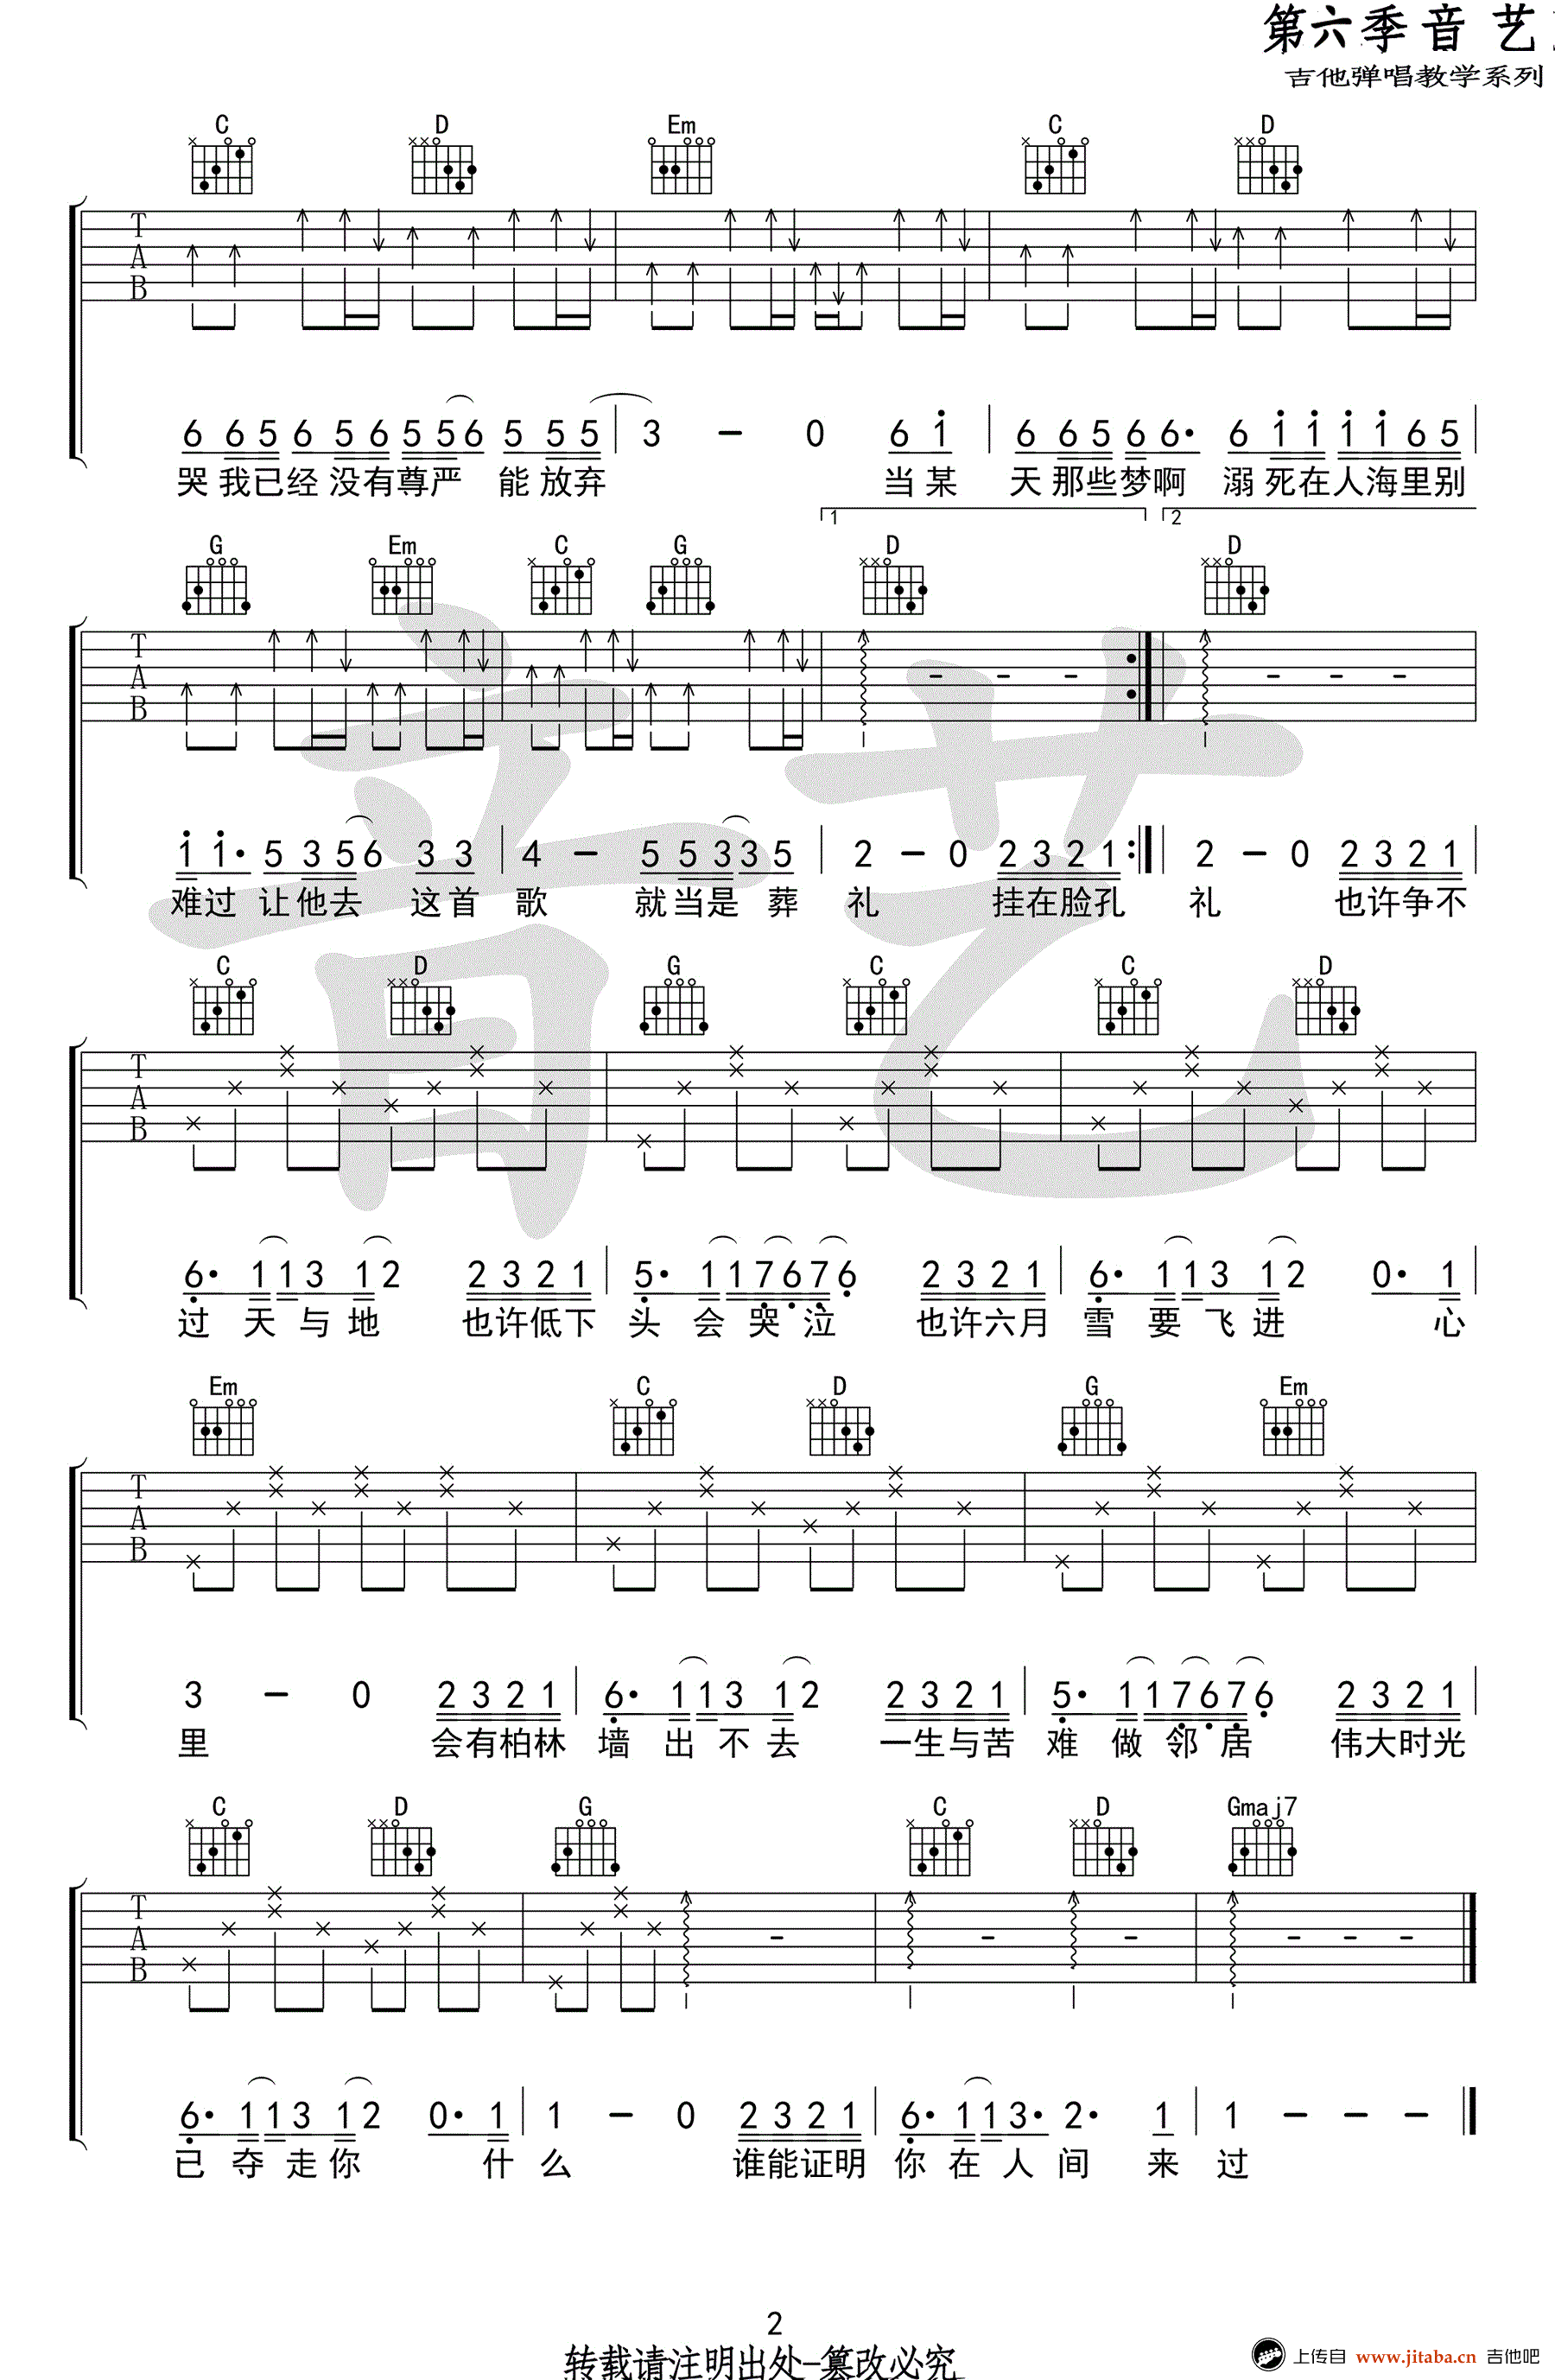 第六季音艺
吉他弹唱教学系列
C D Em C D
T
A
B
6 6 5 6 5 6 5 5 6 5 5 5 3 - 0 6 1 6 6 5 6 6· 6 1 1 1 1 6 5
哭我已经没有尊严 能放弃 当某 天那些梦啊 溺死在人海里别
1 2
G Em C G D D
T
A
B
1 1· 5 3 5 6 3 3 4 - 5 5 3 3 5 2 - 0 2 3 2 1 2 - 0 2 3 2 1
难过 让他去 这首 歌 就当是葬 礼 挂在脸孔 礼 也许争不
C D G C C D
T
A
B
6· 1 1 3 1 2 2 3 2 1 5· 1 1 7 6 7 6 2 3 2 1 6· 1 1 3 1 2 0· 1
过 天与地 也许低下 头 会哭泣 也许六月 雪 要飞进 心
Em C D G Em
T
A
B
3 - 0 2 3 2 1 6· 1 1 3 1 2 2 3 2 1 5· 1 1 7 6 7 6 2 3 2 1
里 会有柏林 墙 出不去 一生与苦 难 做邻居 伟大时光
C D G C D Gmaj7
T
A
B
6· 1 1 3 1 2 0· 1 1 - 0 2 3 2 1 6· 1 1 3· 2· 1 1 - - -
已 夺走你 什 么 谁能证明 你 在人间 来 过
2
转载请注明出处-篡改必究
上传自 www.jitaba.cn 吉他吧